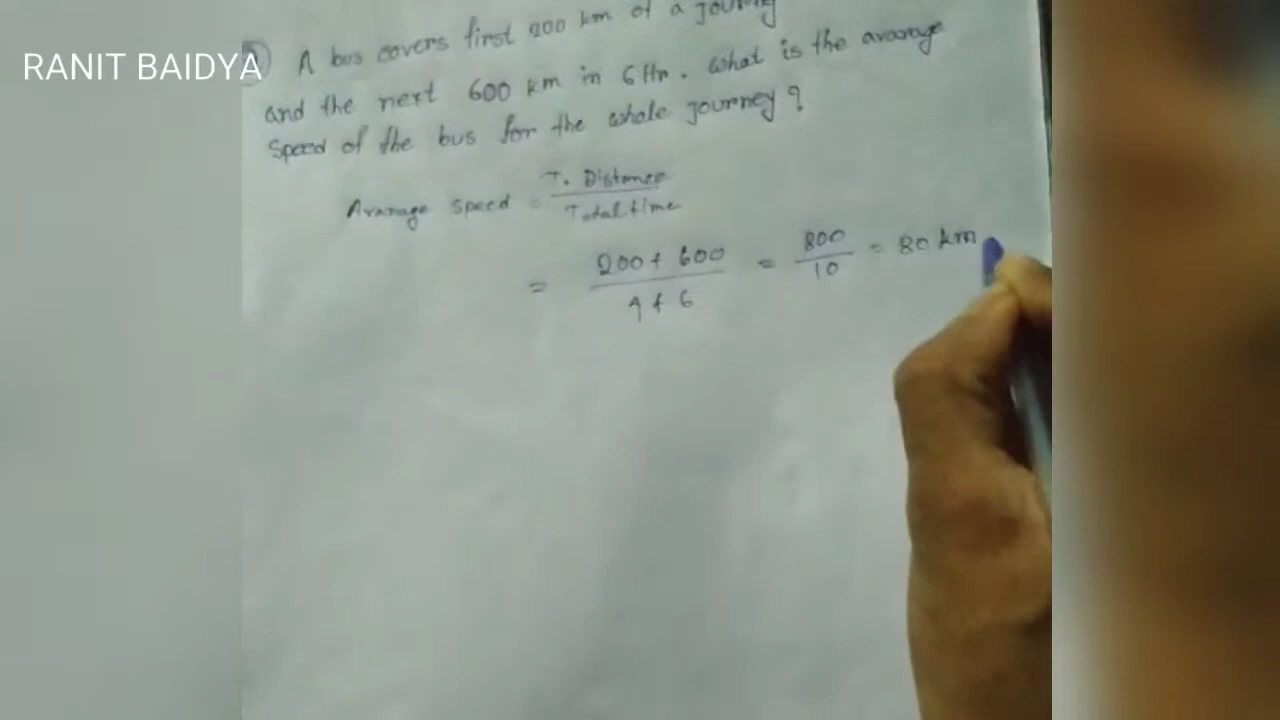 RANIT BAIDYA
A bus covers first 200 km of a journey
and the next 600 km in 6 Hr. What is the avarage
Speed of the bus for the whole journey?
Avarage Speed = T. Distance / Total time
= 200 + 600 / 4 + 6 = 800 / 10 = 80 km